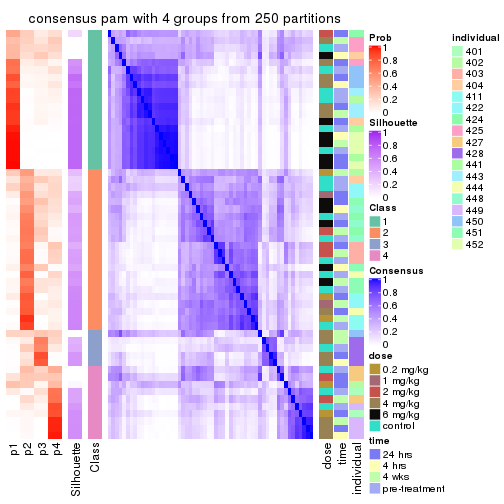 consensus pam with 4 groups from 250 partitions
p1
p2
p3
p4
Silhouette
Class
dose
time
individual
Prob
1
0.8
0.6
0.4
0.2
0
Silhouette
1
0.8
0.6
0.4
0.2
0
Class
1
2
3
4
Consensus
1
0.8
0.6
0.4
0.2
0
dose
0.2 mg/kg
1 mg/kg
2 mg/kg
4 mg/kg
6 mg/kg
control
time
24 hrs
4 hrs
4 wks
pre-treatment
individual
401
402
403
404
411
422
424
425
427
428
441
443
444
448
449
450
451
452